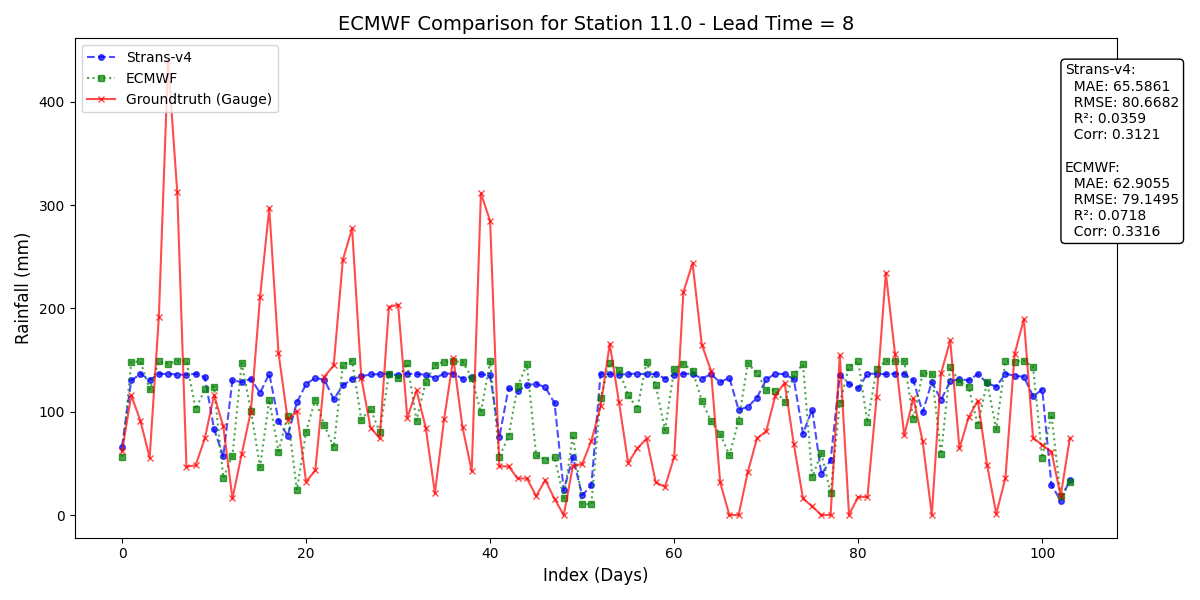 ECMWF Comparison for Station 11.0 - Lead Time = 8
Strans-v4
ECMWF
Groundtruth (Gauge)
Strans-v4:
MAE: 65.5861
RMSE: 80.6682
R²: 0.0359
Corr: 0.3121
ECMWF:
MAE: 62.9055
RMSE: 79.1495
R²: 0.0718
Corr: 0.3316
Rainfall (mm)
400
300
200
100
0
0 20 40 60 80 100
Index (Days)